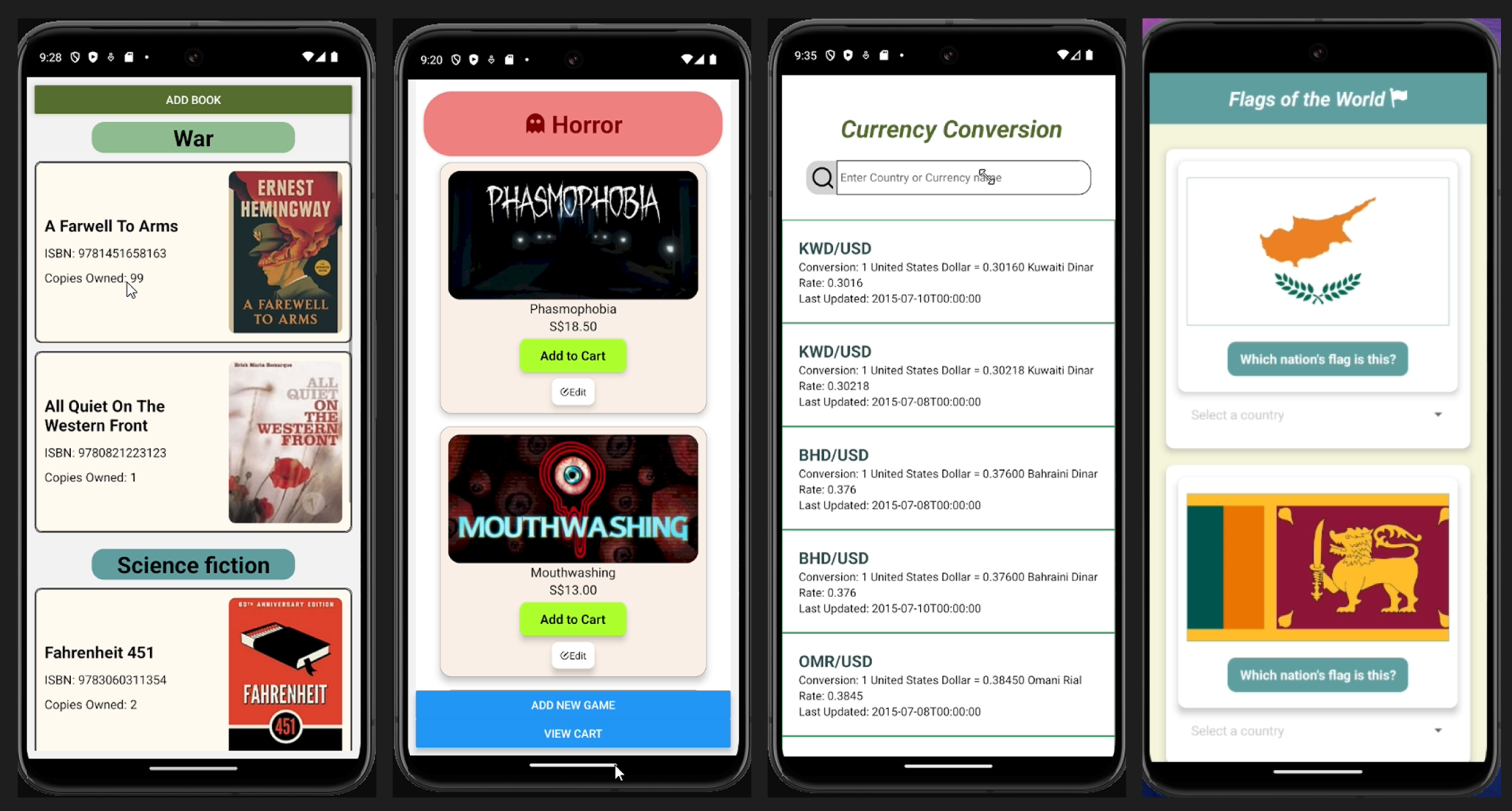 9:28
ADD BOOK
War
A Farwell To Arms
ISBN: 9781451658163
Copies Owned: 99
ERNEST
HEMINGWAY
A FAREWELL
TO ARMS
All Quiet On The
Western Front
ISBN: 9780821223123
Copies Owned: 1
Erich Maria Remarque
ALL
QUIET
ON
THE
WESTERN
FRONT
Science fiction
Fahrenheit 451
ISBN: 9783060311354
Copies Owned: 2
60TH ANNIVERSARY EDITION
FAHRENHEIT
451
9:20
Horror
PHASMOPHOBIA
Phasmophobia
S$18.50
Add to Cart
Edit
MOUTHWASHING
Mouthwashing
S$13.00
Add to Cart
Edit
ADD NEW GAME
VIEW CART
9:35
Currency Conversion
Enter Country or Currency name
KWD/USD
Conversion: 1 United States Dollar = 0.30160 Kuwaiti Dinar
Rate: 0.3016
Last Updated: 2015-07-10T00:00:00
KWD/USD
Conversion: 1 United States Dollar = 0.30218 Kuwaiti Dinar
Rate: 0.30218
Last Updated: 2015-07-08T00:00:00
BHD/USD
Conversion: 1 United States Dollar = 0.37600 Bahraini Dinar
Rate: 0.376
Last Updated: 2015-07-08T00:00:00
BHD/USD
Conversion: 1 United States Dollar = 0.37600 Bahraini Dinar
Rate: 0.376
Last Updated: 2015-07-10T00:00:00
OMR/USD
Conversion: 1 United States Dollar = 0.38450 Omani Rial
Rate: 0.3845
Last Updated: 2015-07-08T00:00:00
Flags of the World
Which nation's flag is this?
Select a country
Which nation's flag is this?
Select a country